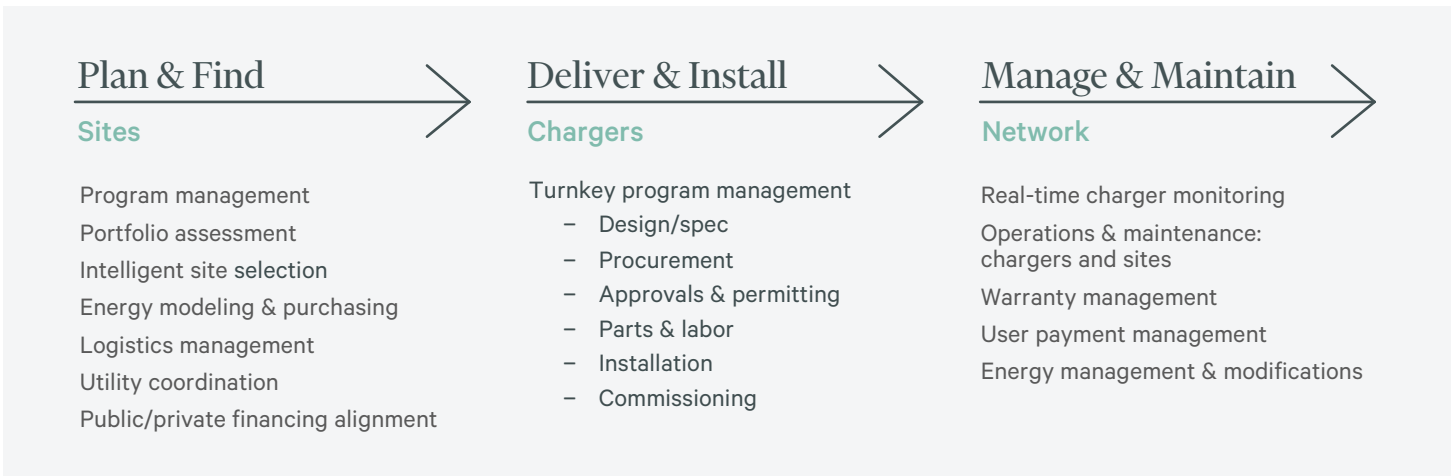 Plan & Find
Sites
Program management
Portfolio assessment
Intelligent site selection
Energy modeling & purchasing
Logistics management
Utility coordination
Public/private financing alignment
Deliver & Install
Chargers
Turnkey program management
– Design/spec
– Procurement
– Approvals & permitting
– Parts & labor
– Installation
– Commissioning
Manage & Maintain
Network
Real-time charger monitoring
Operations & maintenance:
chargers and sites
Warranty management
User payment management
Energy management & modifications